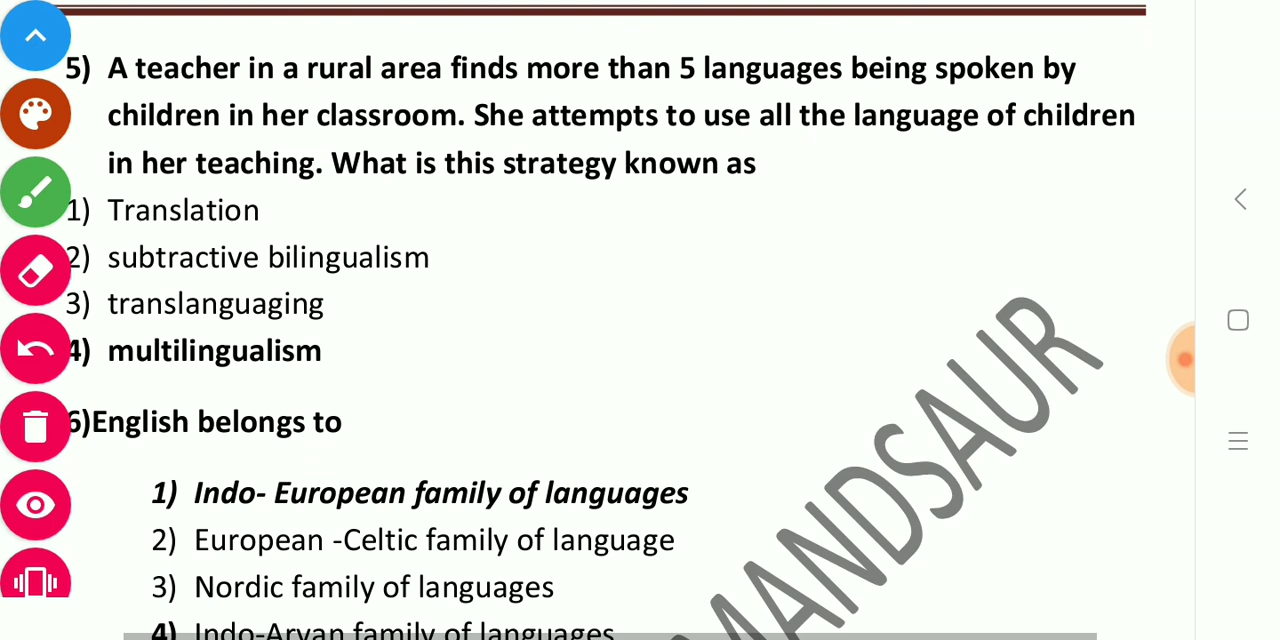 5) A teacher in a rural area finds more than 5 languages being spoken by
children in her classroom. She attempts to use all the language of children
in her teaching. What is this strategy known as
1) Translation
2) subtractive bilingualism
3) translanguaging
4) multilingualism
6)English belongs to
1) Indo- European family of languages
2) European -Celtic family of language
3) Nordic family of languages
4) Indo-Aryan family of languages
MANDSAUR